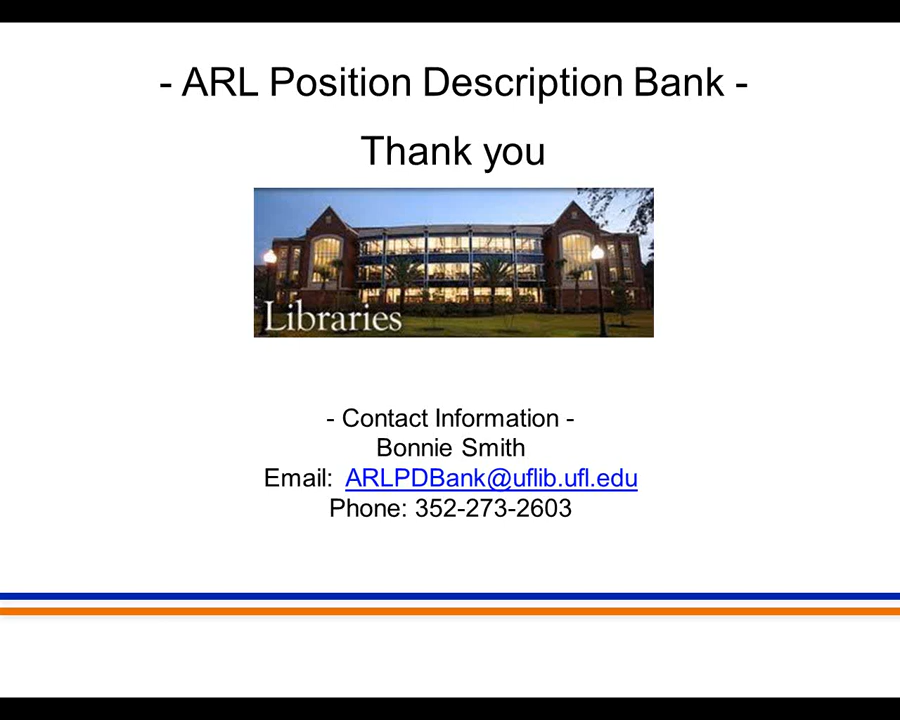 - ARL Position Description Bank -
Thank you
Libraries
- Contact Information -
Bonnie Smith
Email: ARLPDBank@uflib.ufl.edu
Phone: 352-273-2603